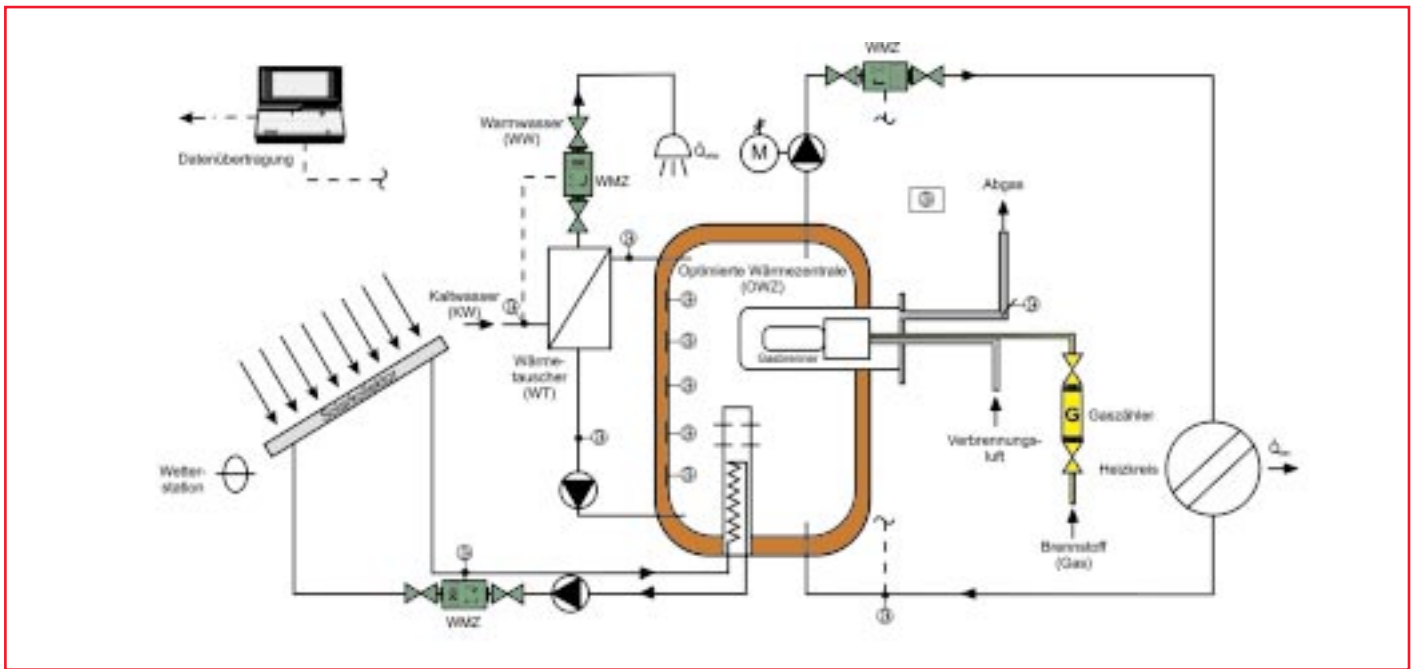 WMZ
Warmwasser
(WW)
Datenübertragung
WMZ
M
Abgas
Optimierte Wärmezentrale
(OWZ)
Kaltwasser
(KW)
Gasbrenner
Wärme-
tauscher
(WT)
G
Gaszähler
Verbrennungs-
luft
Heizkreis
Wetter-
station
Brennstoff
(Gas)
WMZ